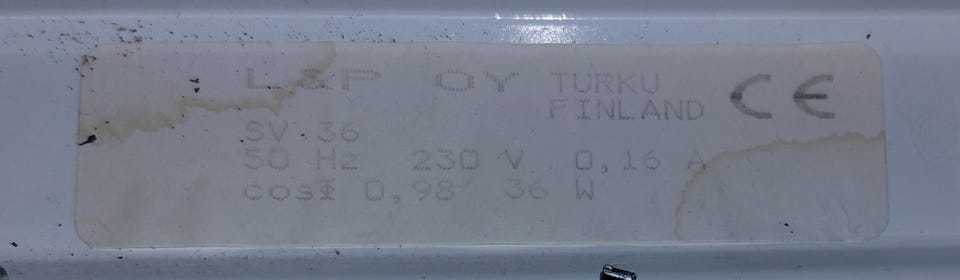 L&P OY TURKU CE
FINLAND
SV 36
50 Hz 230 V 0,16 A
cosΦ 0,98 36 W